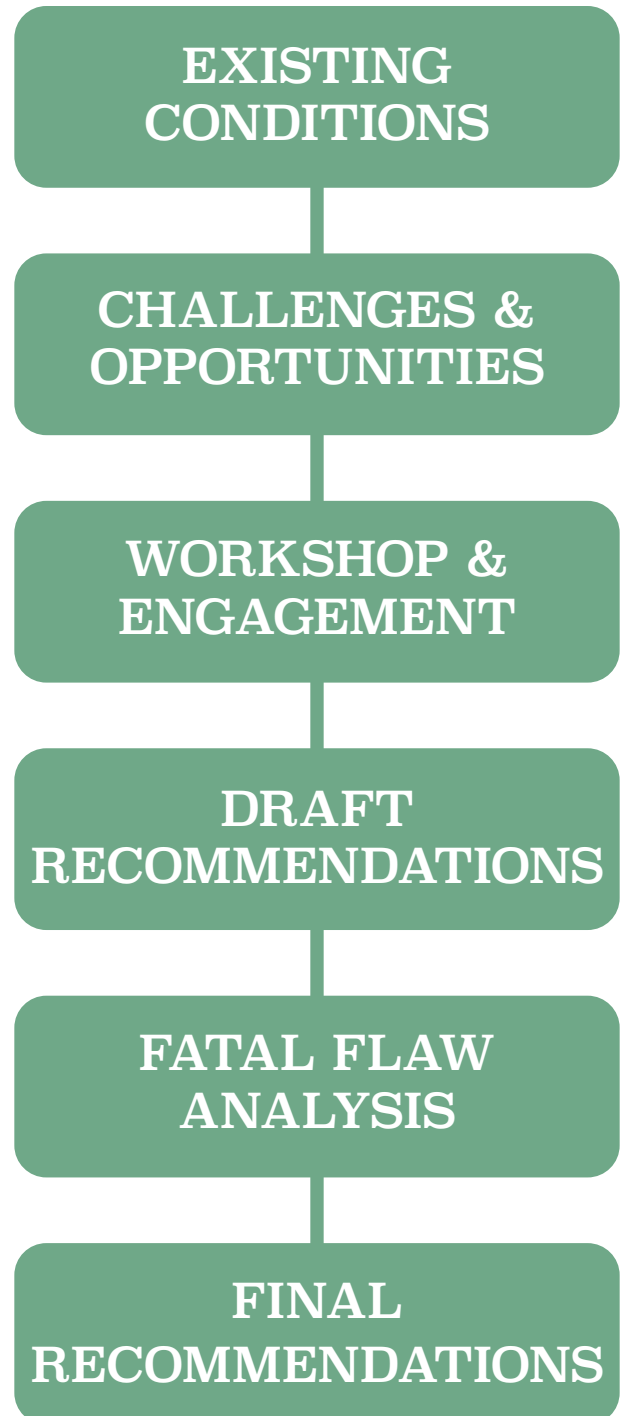 EXISTING
CONDITIONS
CHALLENGES &
OPPORTUNITIES
WORKSHOP &
ENGAGEMENT
DRAFT
RECOMMENDATIONS
FATAL FLAW
ANALYSIS
FINAL
RECOMMENDATIONS